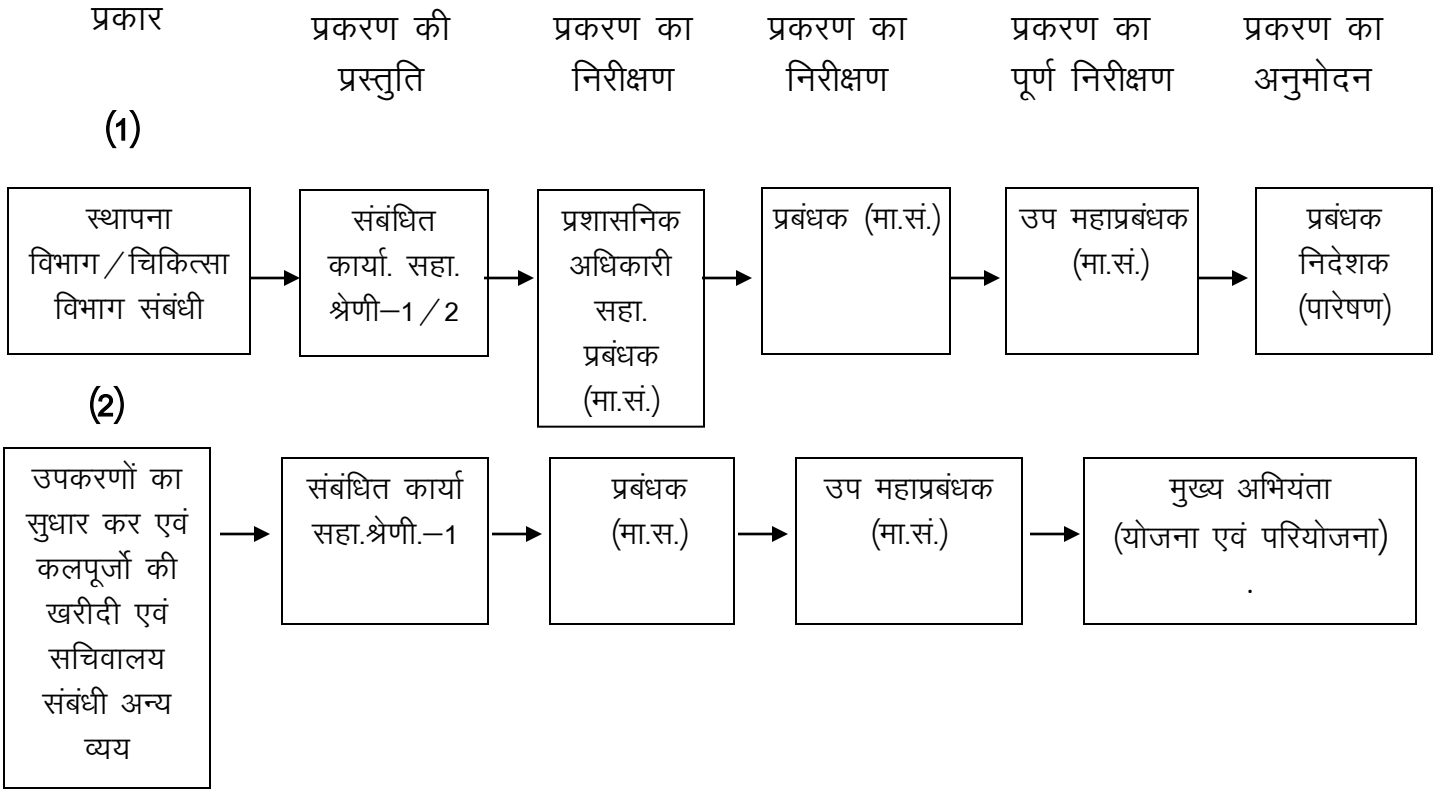 प्रकार
प्रकरण की
प्रस्तुति
प्रकरण का
निरीक्षण
प्रकरण का
निरीक्षण
प्रकरण का
पूर्ण निरीक्षण
प्रकरण का
अनुमोदन
(1)
स्थापना
विभाग/चिकित्सा
विभाग संबंधी
संबंधित
कार्या. सहा.
श्रेणी–1/2
प्रशासनिक
अधिकारी
सहा.
प्रबंधक
(मा.सं.)
प्रबंधक (मा.सं.)
उप महाप्रबंधक
(मा.सं.)
प्रबंधक
निदेशक
(पारेषण)
(2)
उपकरणों का
सुधार कर एवं
कलपूर्जो की
खरीदी एवं
सचिवालय
संबंधी अन्य
व्यय
संबंधित कार्या
सहा.श्रेणी.–1
प्रबंधक
(मा.स.)
उप महाप्रबंधक
(मा.सं.)
मुख्य अभियंता
(योजना एवं परियोजना)
.